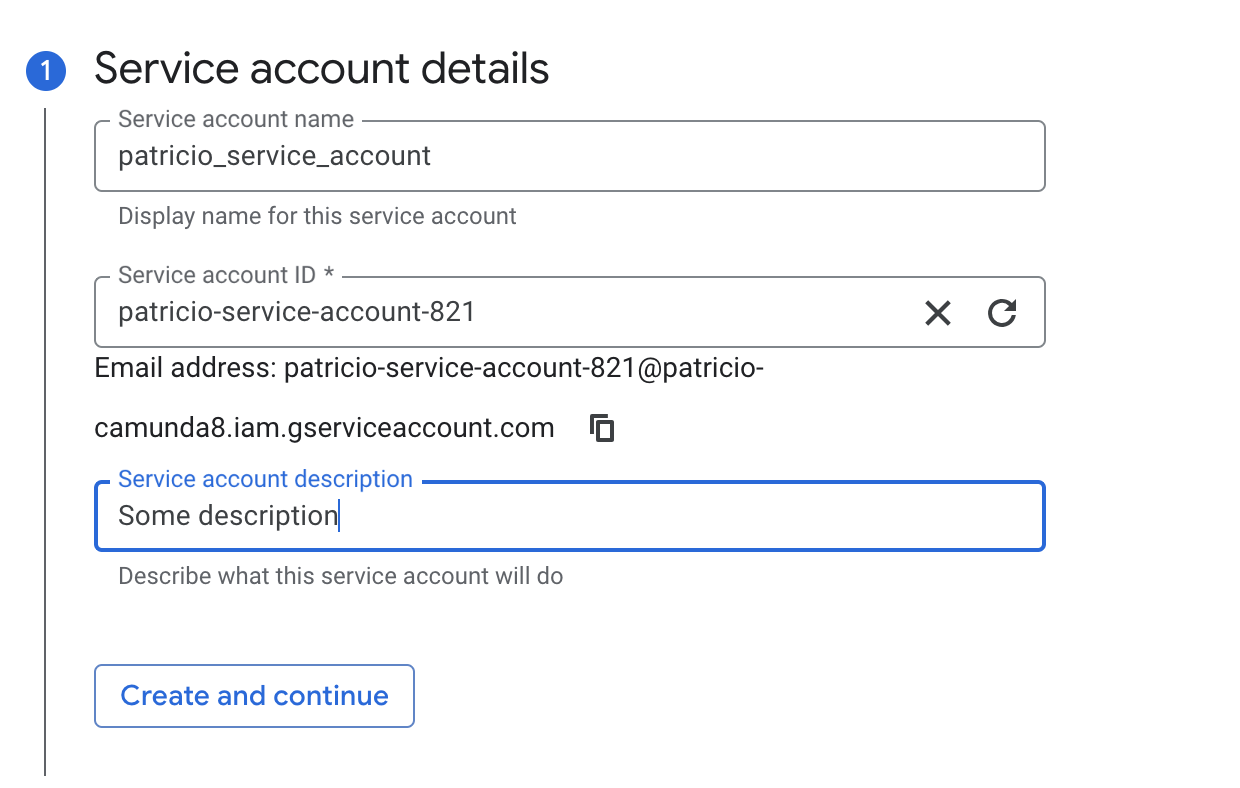 1 Service account details
Service account name
patricio_service_account
Display name for this service account
Service account ID *
patricio-service-account-821
Email address: patricio-service-account-821@patricio-
camunda8.iam.gserviceaccount.com
Service account description
Some description
Describe what this service account will do
Create and continue